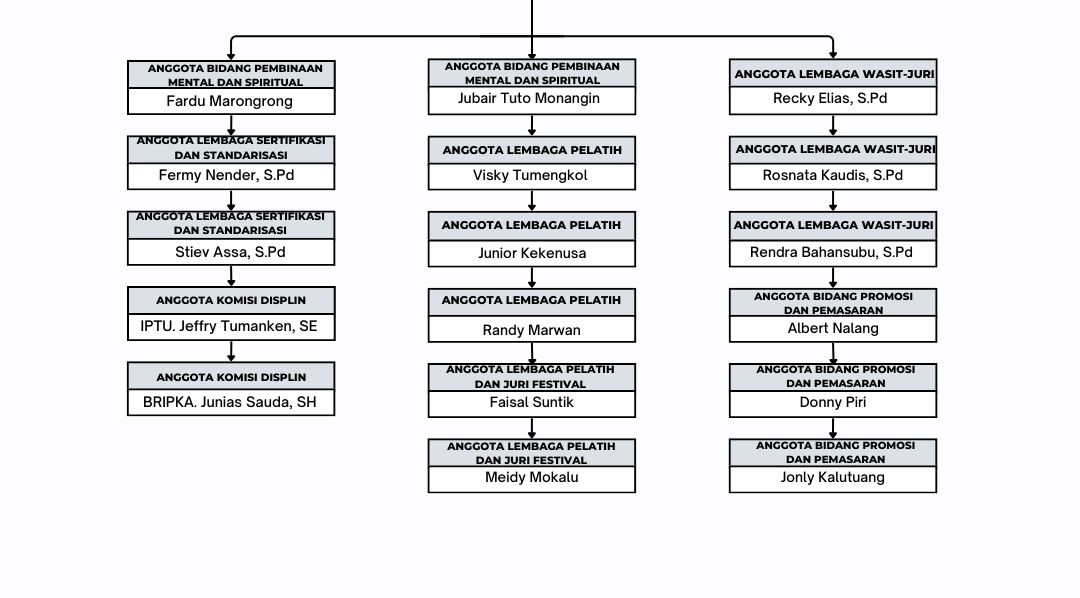 ANGGOTA BIDANG PEMBINAAN
MENTAL DAN SPIRITUAL
Fardu Marongrong
ANGGOTA LEMBAGA SERTIFIKASI
DAN STANDARISASI
Fermy Nender, S.Pd
ANGGOTA LEMBAGA SERTIFIKASI
DAN STANDARISASI
Stiev Assa, S.Pd
ANGGOTA KOMISI DISPLIN
IPTU. Jeffry Tumanken, SE
ANGGOTA KOMISI DISPLIN
BRIPKA. Junias Sauda, SH
ANGGOTA BIDANG PEMBINAAN
MENTAL DAN SPIRITUAL
Jubair Tuto Monangin
ANGGOTA LEMBAGA PELATIH
Visky Tumengkol
ANGGOTA LEMBAGA PELATIH
Junior Kekenusa
ANGGOTA LEMBAGA PELATIH
Randy Marwan
ANGGOTA LEMBAGA PELATIH
DAN JURI FESTIVAL
Faisal Suntik
ANGGOTA LEMBAGA PELATIH
DAN JURI FESTIVAL
Meidy Mokalu
ANGGOTA LEMBAGA WASIT-JURI
Recky Elias, S.Pd
ANGGOTA LEMBAGA WASIT-JURI
Rosnata Kaudis, S.Pd
ANGGOTA LEMBAGA WASIT-JURI
Rendra Bahansubu, S.Pd
ANGGOTA BIDANG PROMOSI
DAN PEMASARAN
Albert Nalang
ANGGOTA BIDANG PROMOSI
DAN PEMASARAN
Donny Piri
ANGGOTA BIDANG PROMOSI
DAN PEMASARAN
Jonly Kalutuang